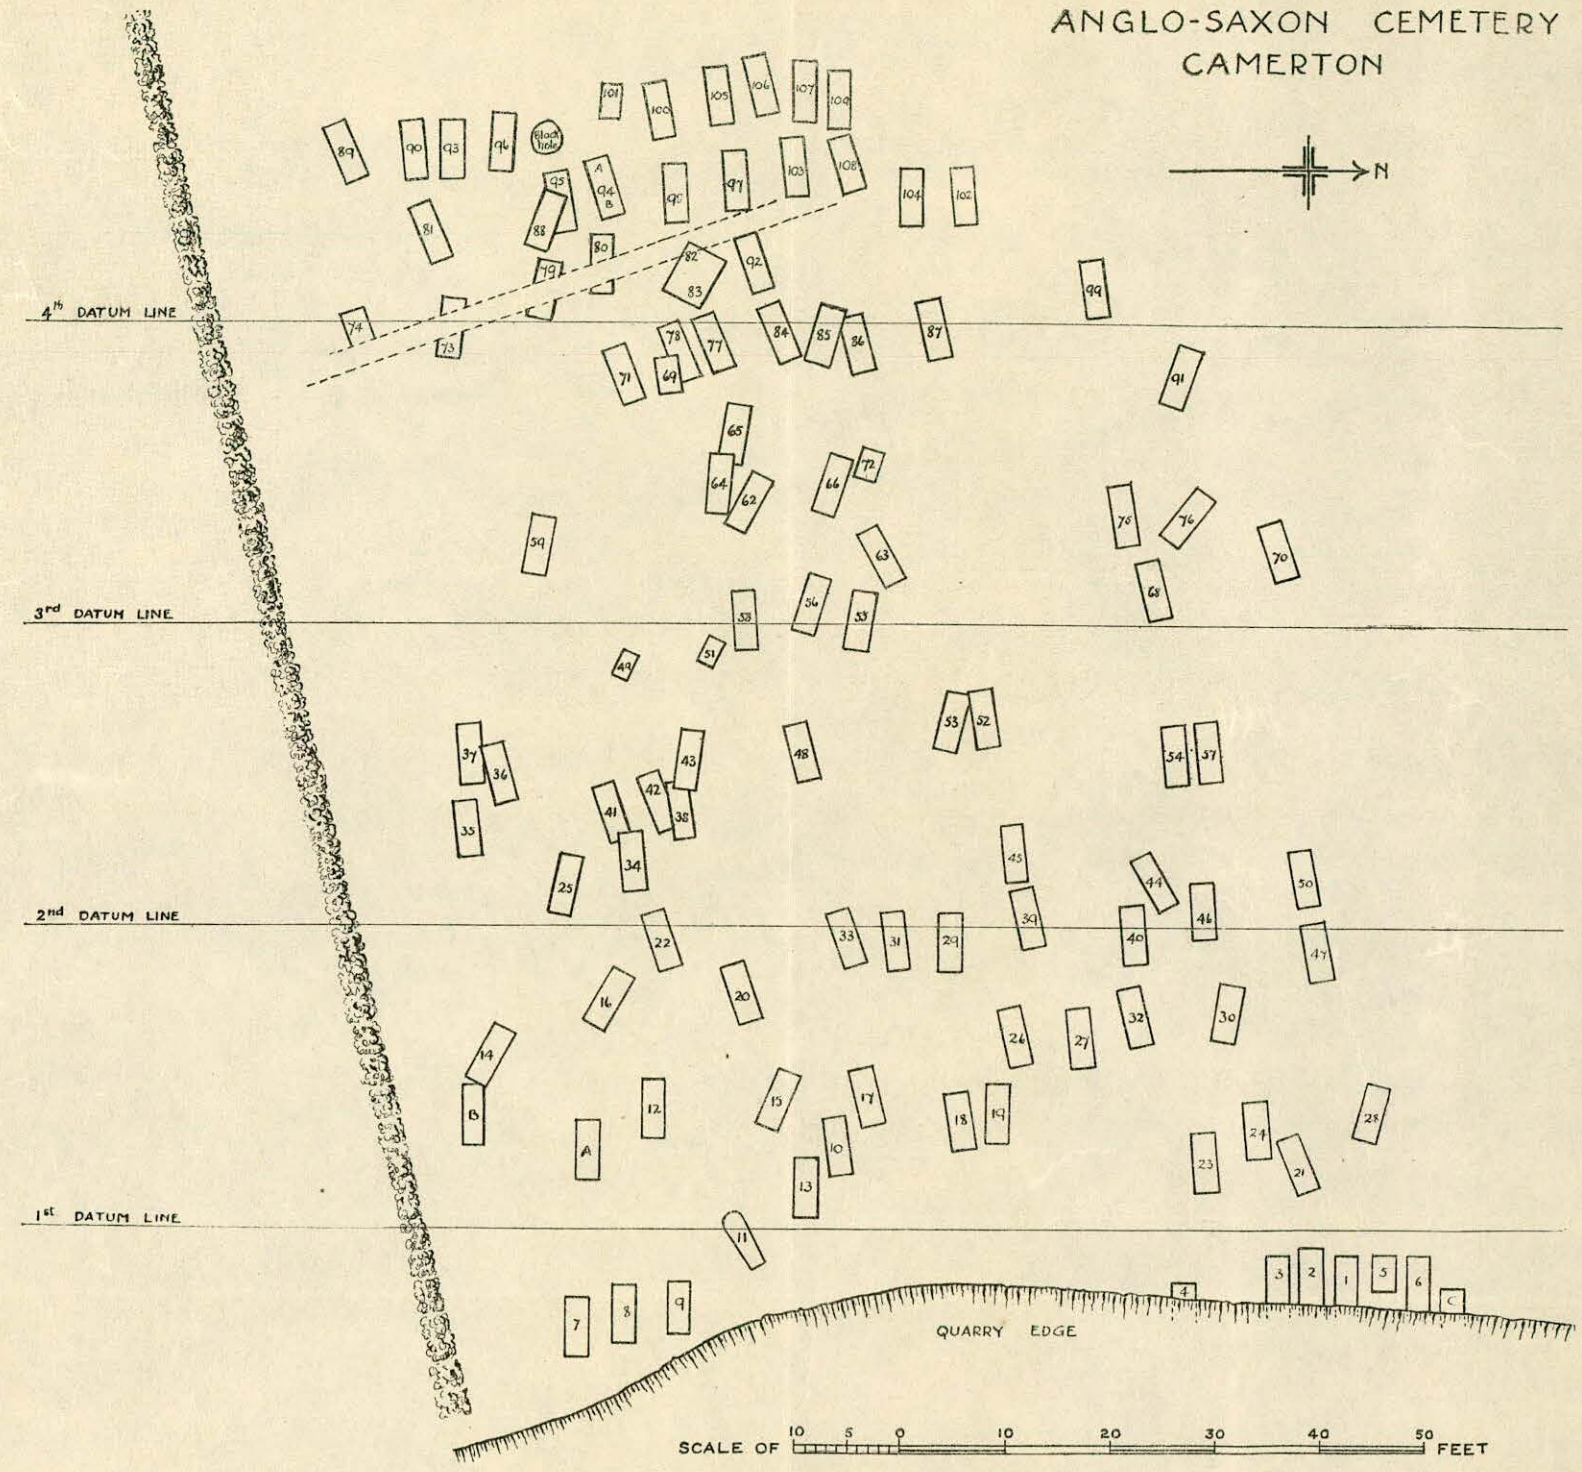 ANGLO-SAXON CEMETERY
CAMERTON
N
101 100 105 106 107 109
89 90 93 96 Black hole
95 A 94 B 98 97 103 108 104 102
81 88 80 79 82 83 92 99
4th DATUM LINE
74 73 78 77 84 85 86 87
71 69 91
65
64 62 66 72
59 63 75 76 70
68
56 55
3rd DATUM LINE
49 51
53 52
37 36 43 48 54 57
35 41 42 38
34 25 45 44 50
2nd DATUM LINE
22 33 31 29 39 40 46 47
16 20
14 26 27 32 30
B 12 15 17 18 19 28
A 10 24
13 23 21
1st DATUM LINE
11
3 2 1 5 6
4 C
7 8 9
QUARRY EDGE
SCALE OF 10 5 0 10 20 30 40 50 FEET